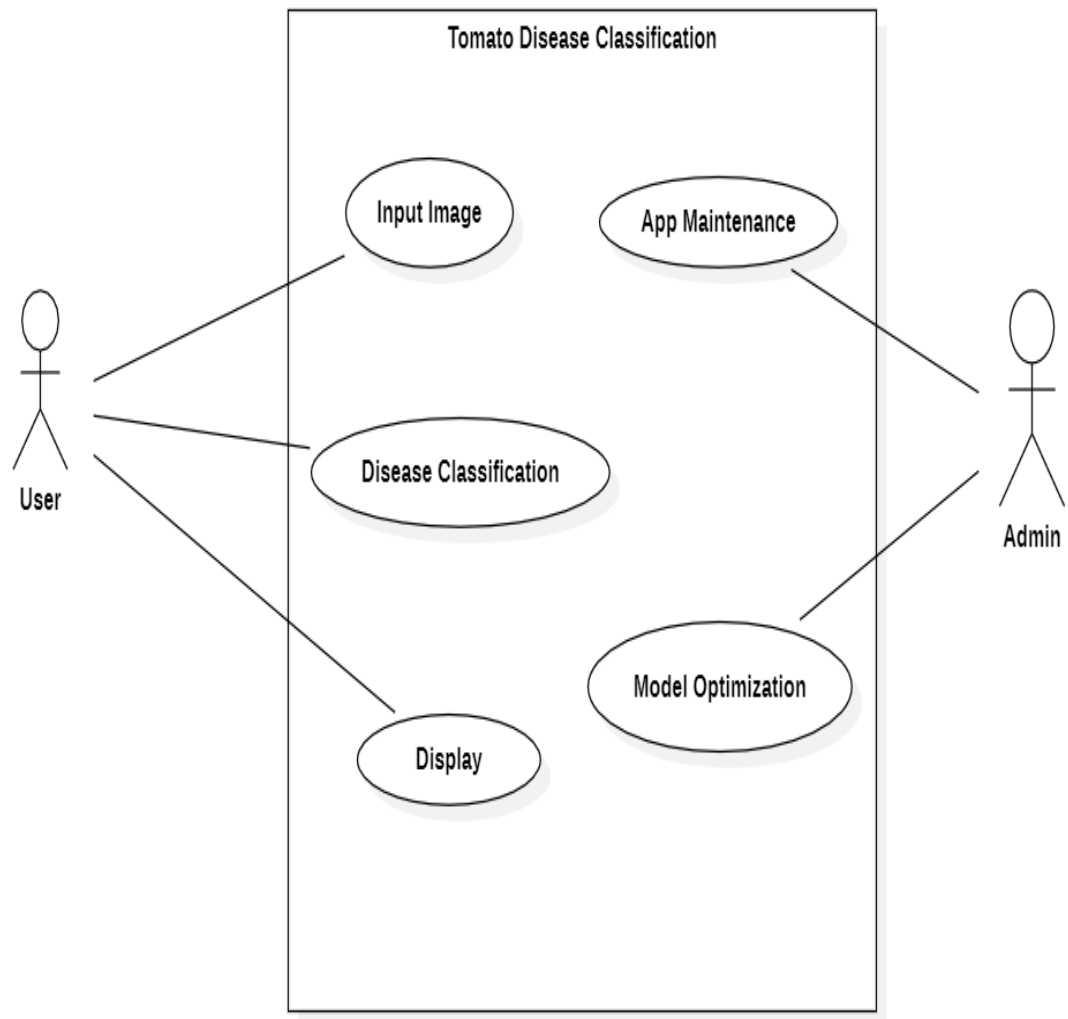 Tomato Disease Classification
Input Image
App Maintenance
Disease Classification
User
Admin
Model Optimization
Display